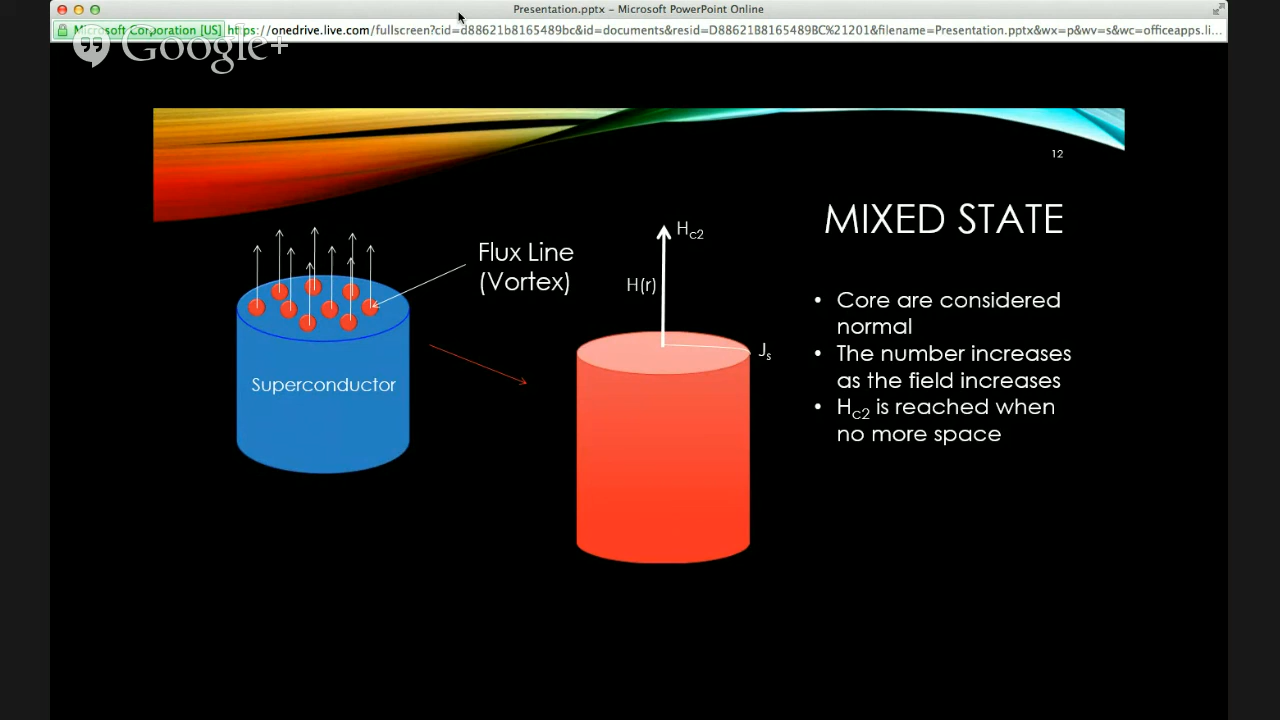 Presentation.pptx – Microsoft PowerPoint Online
Microsoft Corporation [US] https://onedrive.live.com/fullscreen?cid=d88621b8165489bc&id=documents&resid=D88621B8165489BC%21201&filename=Presentation.pptx&wx=p&wv=s&wc=officeapps.li...
Google+
12
MIXED STATE
Flux Line
(Vortex)
Superconductor
Hc2
H(r)
Js
• Core are considered
normal
• The number increases
as the field increases
• Hc2 is reached when
no more space